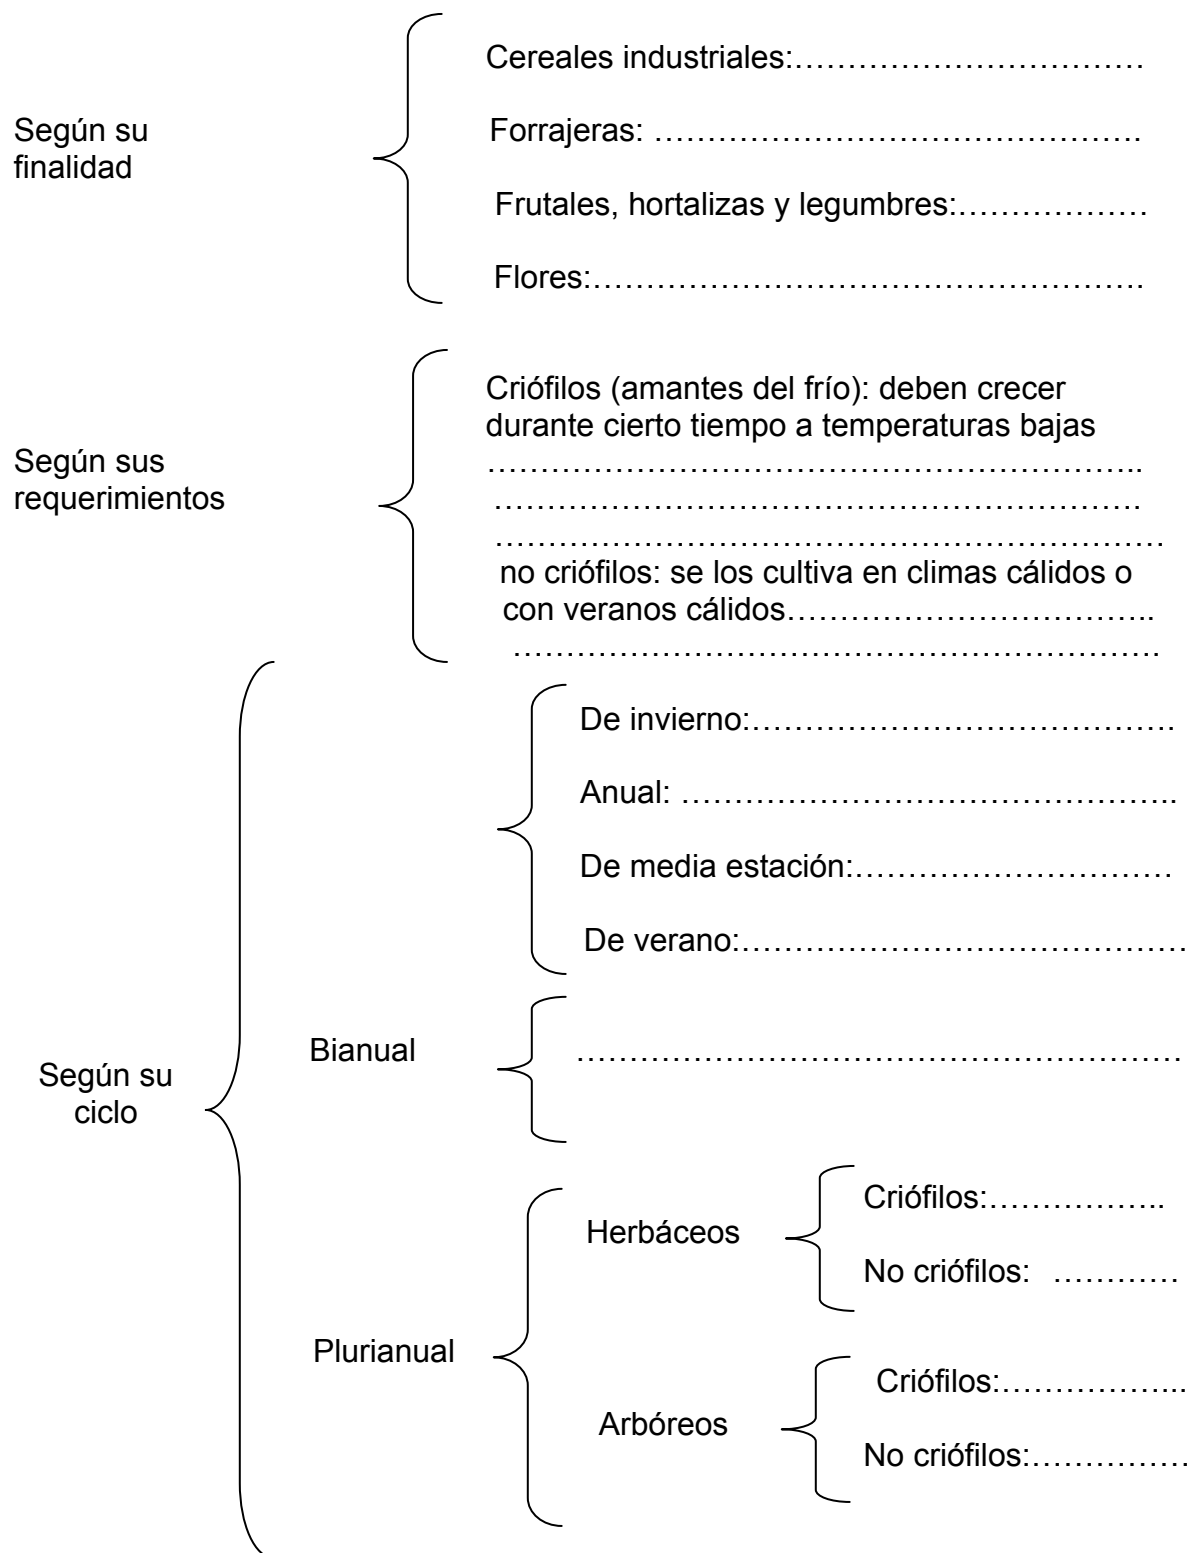 Cereales industriales:……………………………
Según su
finalidad
Forrajeras: ……………………………………….
Frutales, hortalizas y legumbres:………………
Flores:…………………………………………….
Criófilos (amantes del frío): deben crecer
durante cierto tiempo a temperaturas bajas
Según sus
requerimientos
……………………………………………………..
…………………………………………………….
………………………………………………………
no criófilos: se los cultiva en climas cálidos o
con veranos cálidos……………………………..
…………………………………………………….
De invierno:………………………………….
Anual: ………………………………………..
De media estación:…………………………
De verano:……………………………………
Bianual
…………………………………………………
Según su
ciclo
Plurianual
Herbáceos
Criófilos:……………..
No criófilos: …………
Arbóreos
Criófilos:……………...
No criófilos:……………